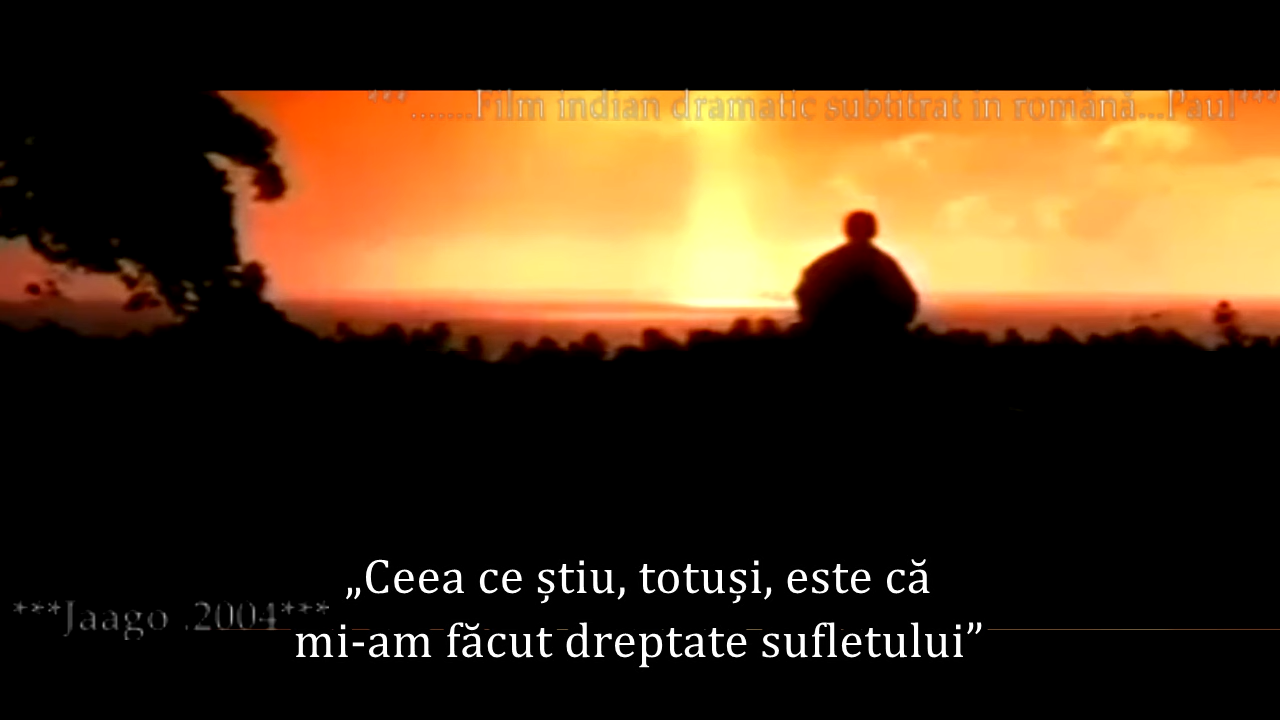 *** .......Film indian dramatic subtitrat in română...Paul***
„Ceea ce știu, totuși, este că
***Jaago .2004***
mi-am făcut dreptate sufletului”